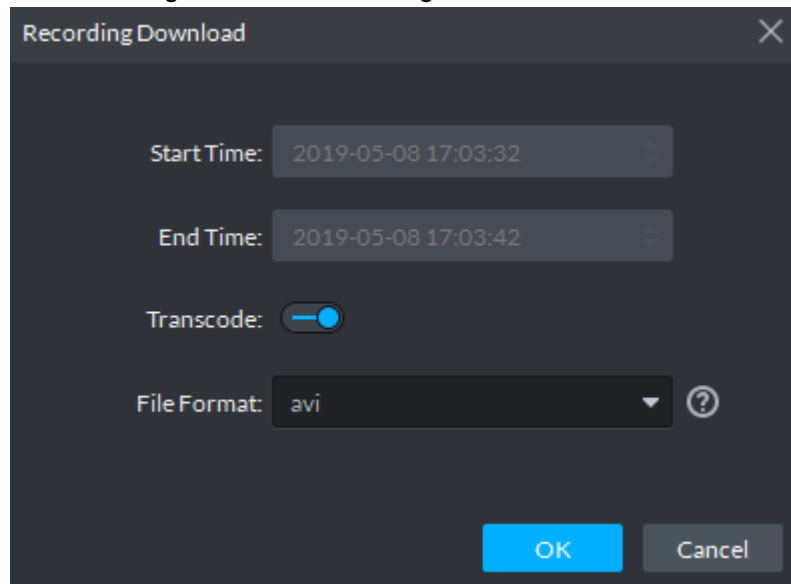 Recording Download
Start Time: 2019-05-08 17:03:32
End Time: 2019-05-08 17:03:42
Transcode:
File Format: avi
OK Cancel